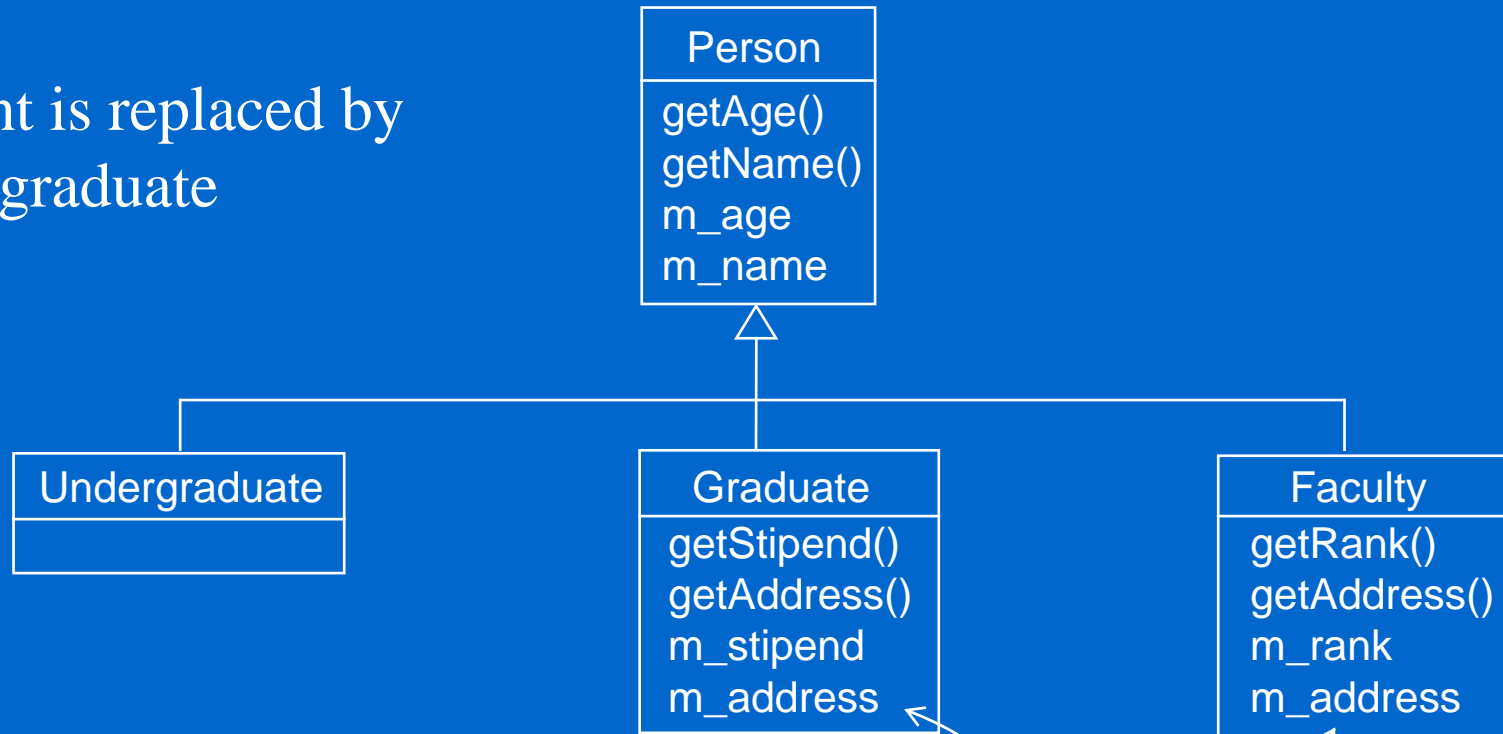 nt is replaced by
graduate
Person
getAge()
getName()
m_age
m_name
Undergraduate
Graduate
getStipend()
getAddress()
m_stipend
m_address
Faculty
getRank()
getAddress()
m_rank
m_address